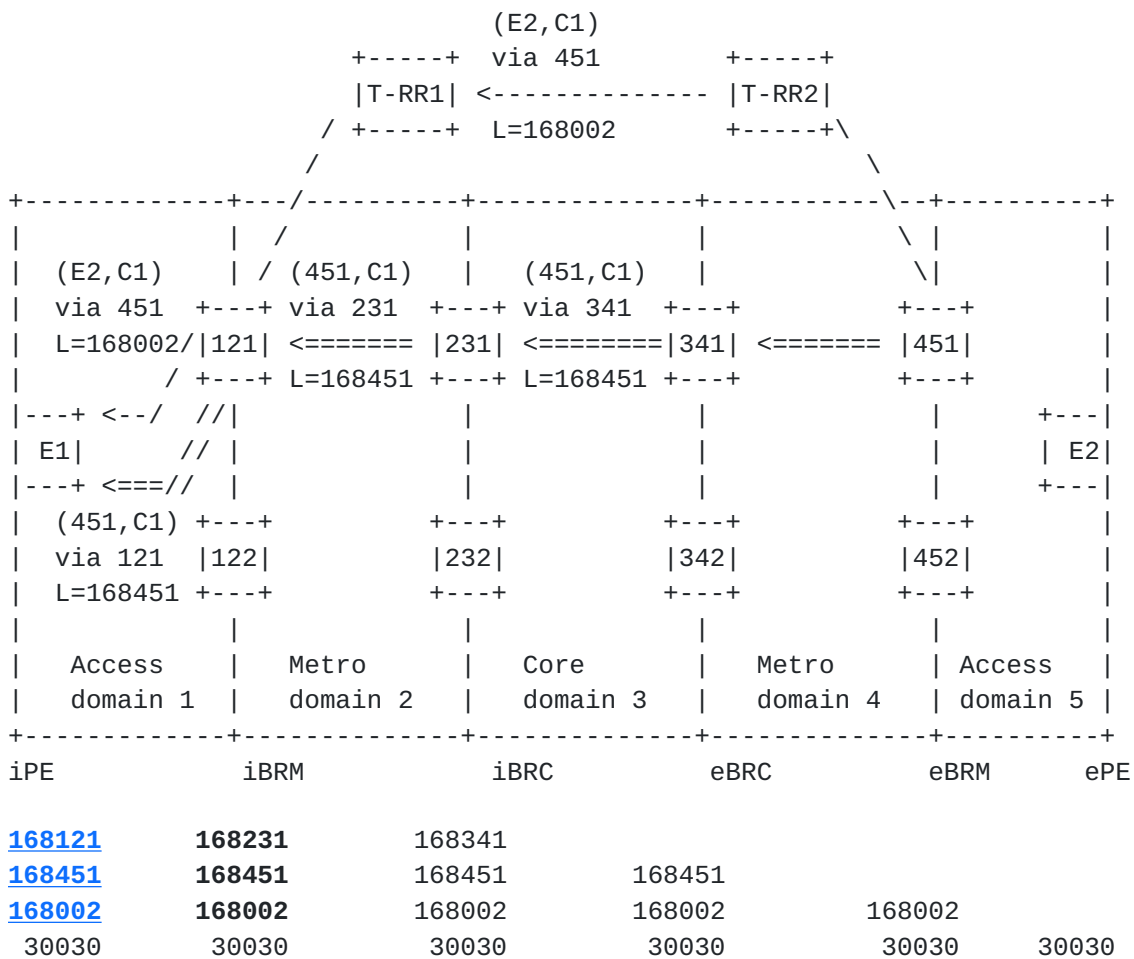 (E2,C1)
                    +-----+  via 451       +-----+
                    |T-RR1| <-------------- |T-RR2|
                  / +-----+  L=168002      +-----+\
                 /                                 \
+-------------+---/----------+--------------+-----------\--+----------+
|             |  /           |              |            \ |          |
|  (E2,C1)    | / (451,C1)   |   (451,C1)   |             \|          |
|  via 451  +---+ via 231  +---+ via 341  +---+          +---+        |
|  L=168002/|121| <======= |231| <========|341| <======= |451|        |
|         / +---+ L=168451 +---+ L=168451 +---+          +---+        |
|---+ <--/  //|              |              |              |      +---|
| E1|      // |              |              |              |      | E2|
|---+ <===//  |              |              |              |      +---|
|  (451,C1) +---+          +---+          +---+          +---+        |
|  via 121  |122|          |232|          |342|          |452|        |
|  L=168451 +---+          +---+          +---+          +---+        |
|             |              |              |              |          |
|   Access    |   Metro      |   Core       |   Metro      | Access   |
|   domain 1  |   domain 2   |   domain 3   |   domain 4   | domain 5 |
+-------------+--------------+--------------+--------------+----------+
iPE            iBRM            iBRC          eBRC          eBRM      ePE
168121      168231        168341
168451      168451        168451        168451
168002      168002        168002        168002         168002
 30030       30030         30030         30030          30030     30030